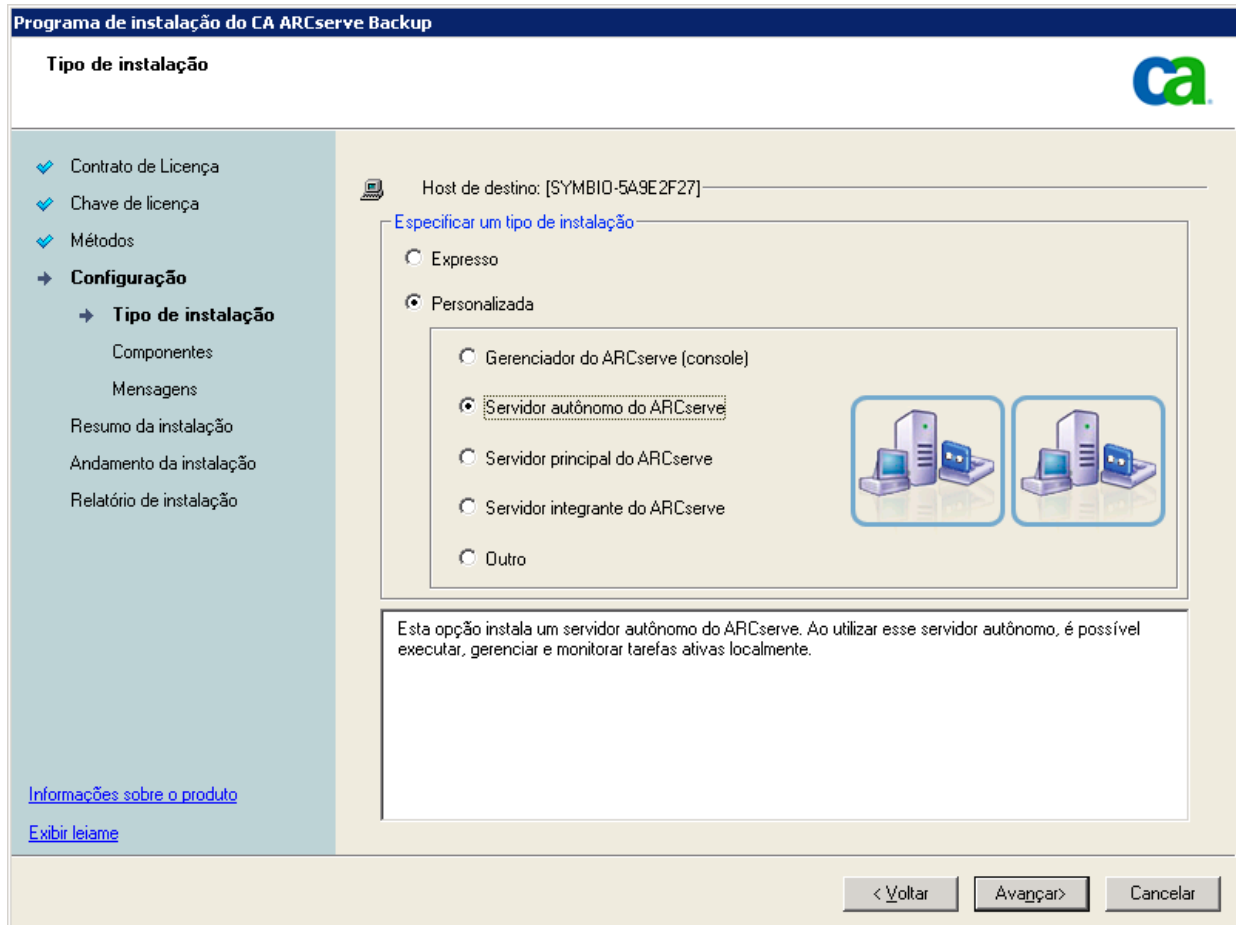 Programa de instalação do CA ARCserve Backup
Tipo de instalação
ca
Contrato de Licença
Chave de licença
Métodos
Configuração
Tipo de instalação
Componentes
Mensagens
Resumo da instalação
Andamento da instalação
Relatório de instalação
Informações sobre o produto
Exibir leiame
Host de destino: [SYMBIO-5A9E2F27]
Especificar um tipo de instalação
Expresso
Personalizada
Gerenciador do ARCserve (console)
Servidor autônomo do ARCserve
Servidor principal do ARCserve
Servidor integrante do ARCserve
Outro
Esta opção instala um servidor autônomo do ARCserve. Ao utilizar esse servidor autônomo, é possível
executar, gerenciar e monitorar tarefas ativas localmente.
< Voltar
Avançar>
Cancelar